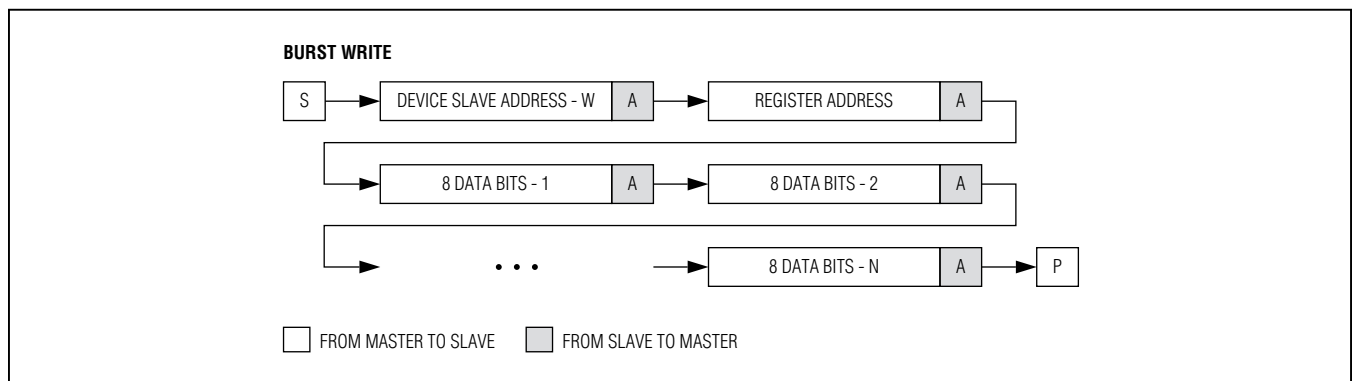 BURST WRITE
S DEVICE SLAVE ADDRESS - W A REGISTER ADDRESS A
8 DATA BITS - 1 A 8 DATA BITS - 2 A
• • • 8 DATA BITS - N A P
FROM MASTER TO SLAVE FROM SLAVE TO MASTER